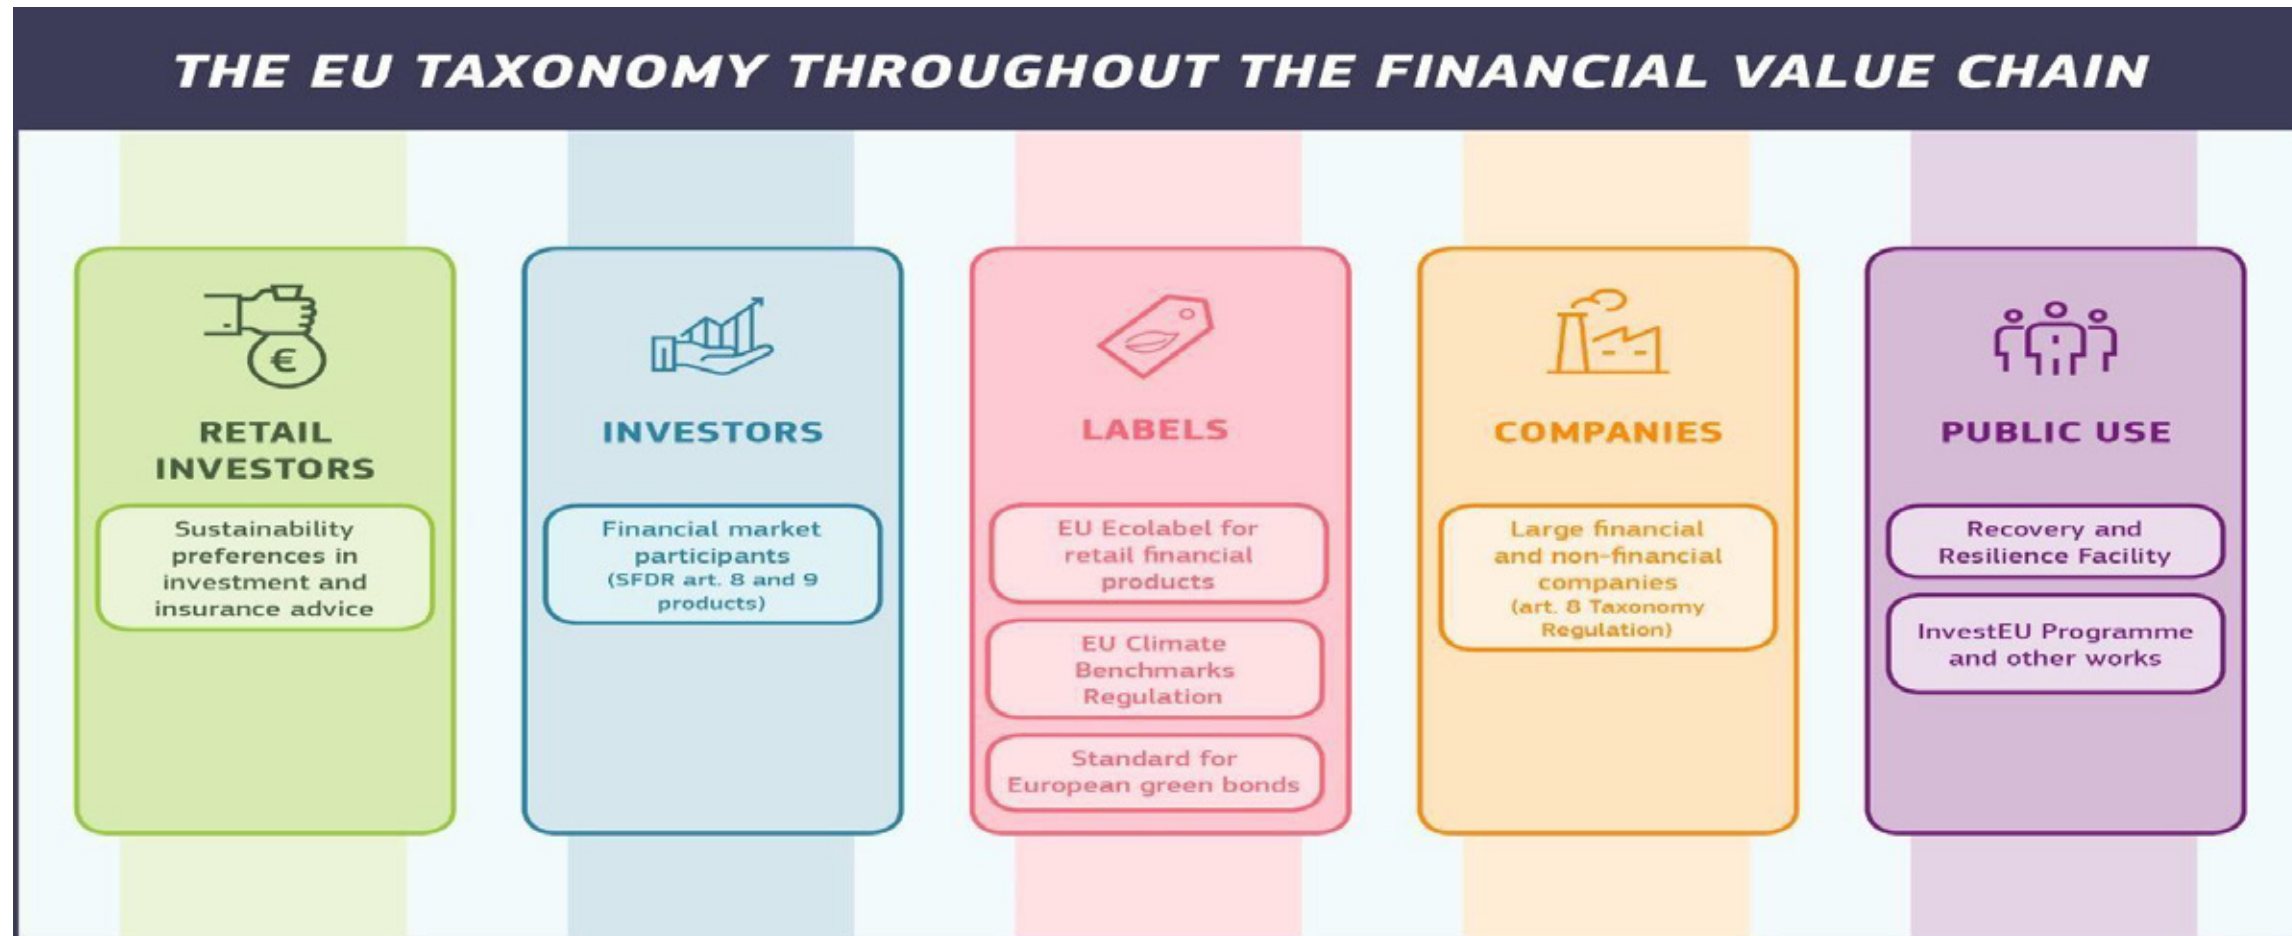 THE EU TAXONOMY THROUGHOUT THE FINANCIAL VALUE CHAIN
RETAIL
INVESTORS
Sustainability
preferences in
investment and
insurance advice
INVESTORS
Financial market
participants
(SFDR art. 8 and 9
products)
LABELS
EU Ecolabel for
retail financial
products
EU Climate
Benchmarks
Regulation
Standard for
European green bonds
COMPANIES
Large financial
and non-financial
companies
(art. 8 Taxonomy
Regulation)
PUBLIC USE
Recovery and
Resilience Facility
InvestEU Programme
and other works
€